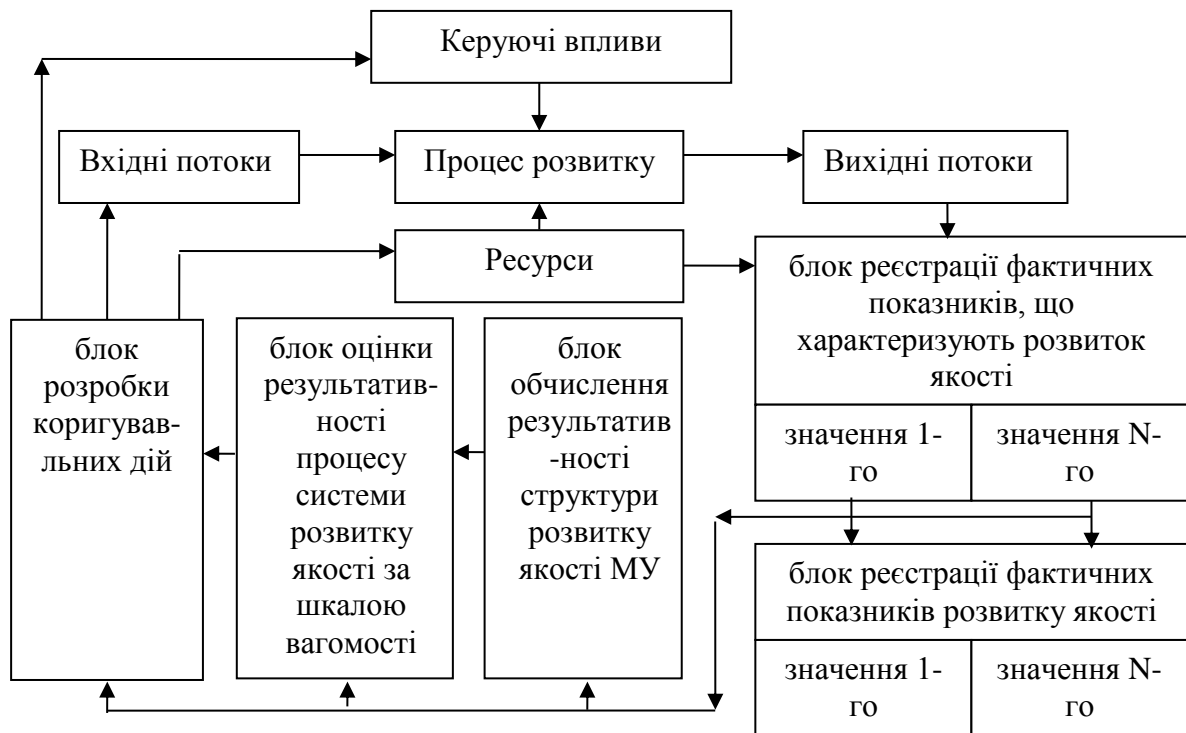 Керуючі впливи
Вхідні потоки
Процес розвитку
Вихідні потоки
Ресурси
блок реєстрації фактичних
показників, що
характеризують розвиток
якості
значення 1-
го
значення N-
го
блок
розробки
коригував-
льних дій
блок оцінки
результатив-
ності
процесу
системи
розвитку
якості за
шкалою
вагомості
блок
обчислення
результатив
-ності
структури
розвитку
якості МУ
блок реєстрації фактичних
показників розвитку якості
значення 1-
го
значення N-
го